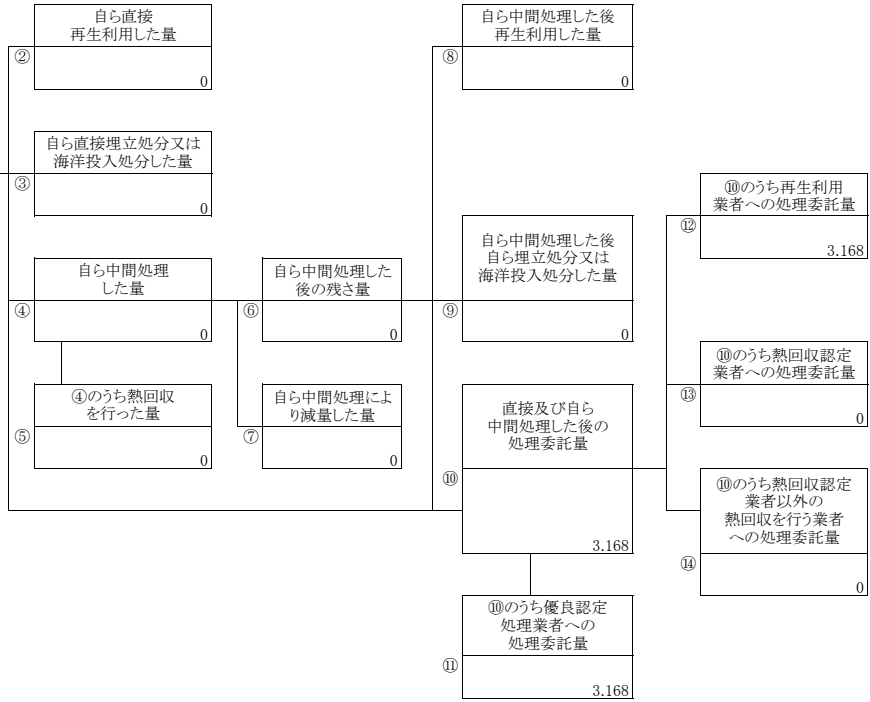 自ら直接
再生利用した量
②
0
自ら直接埋立処分又は
海洋投入処分した量
③
0
自ら中間処理
した量
④
0
④のうち熱回収
を行った量
⑤
0
自ら中間処理した
後の残さ量
⑥
0
自ら中間処理によ
り減量した量
⑦
0
自ら中間処理した後
再生利用した量
⑧
0
自ら中間処理した後
自ら埋立処分又は
海洋投入処分した量
⑨
0
直接及び自ら
中間処理した後の
処理委託量
⑩
3.168
⑩のうち優良認定
処理業者への
処理委託量
⑪
3.168
⑩のうち再生利用
業者への処理委託量
⑫
3.168
⑩のうち熱回収認定
業者への処理委託量
⑬
0
⑩のうち熱回収認定
業者以外の
熱回収を行う業者
への処理委託量
⑭
0